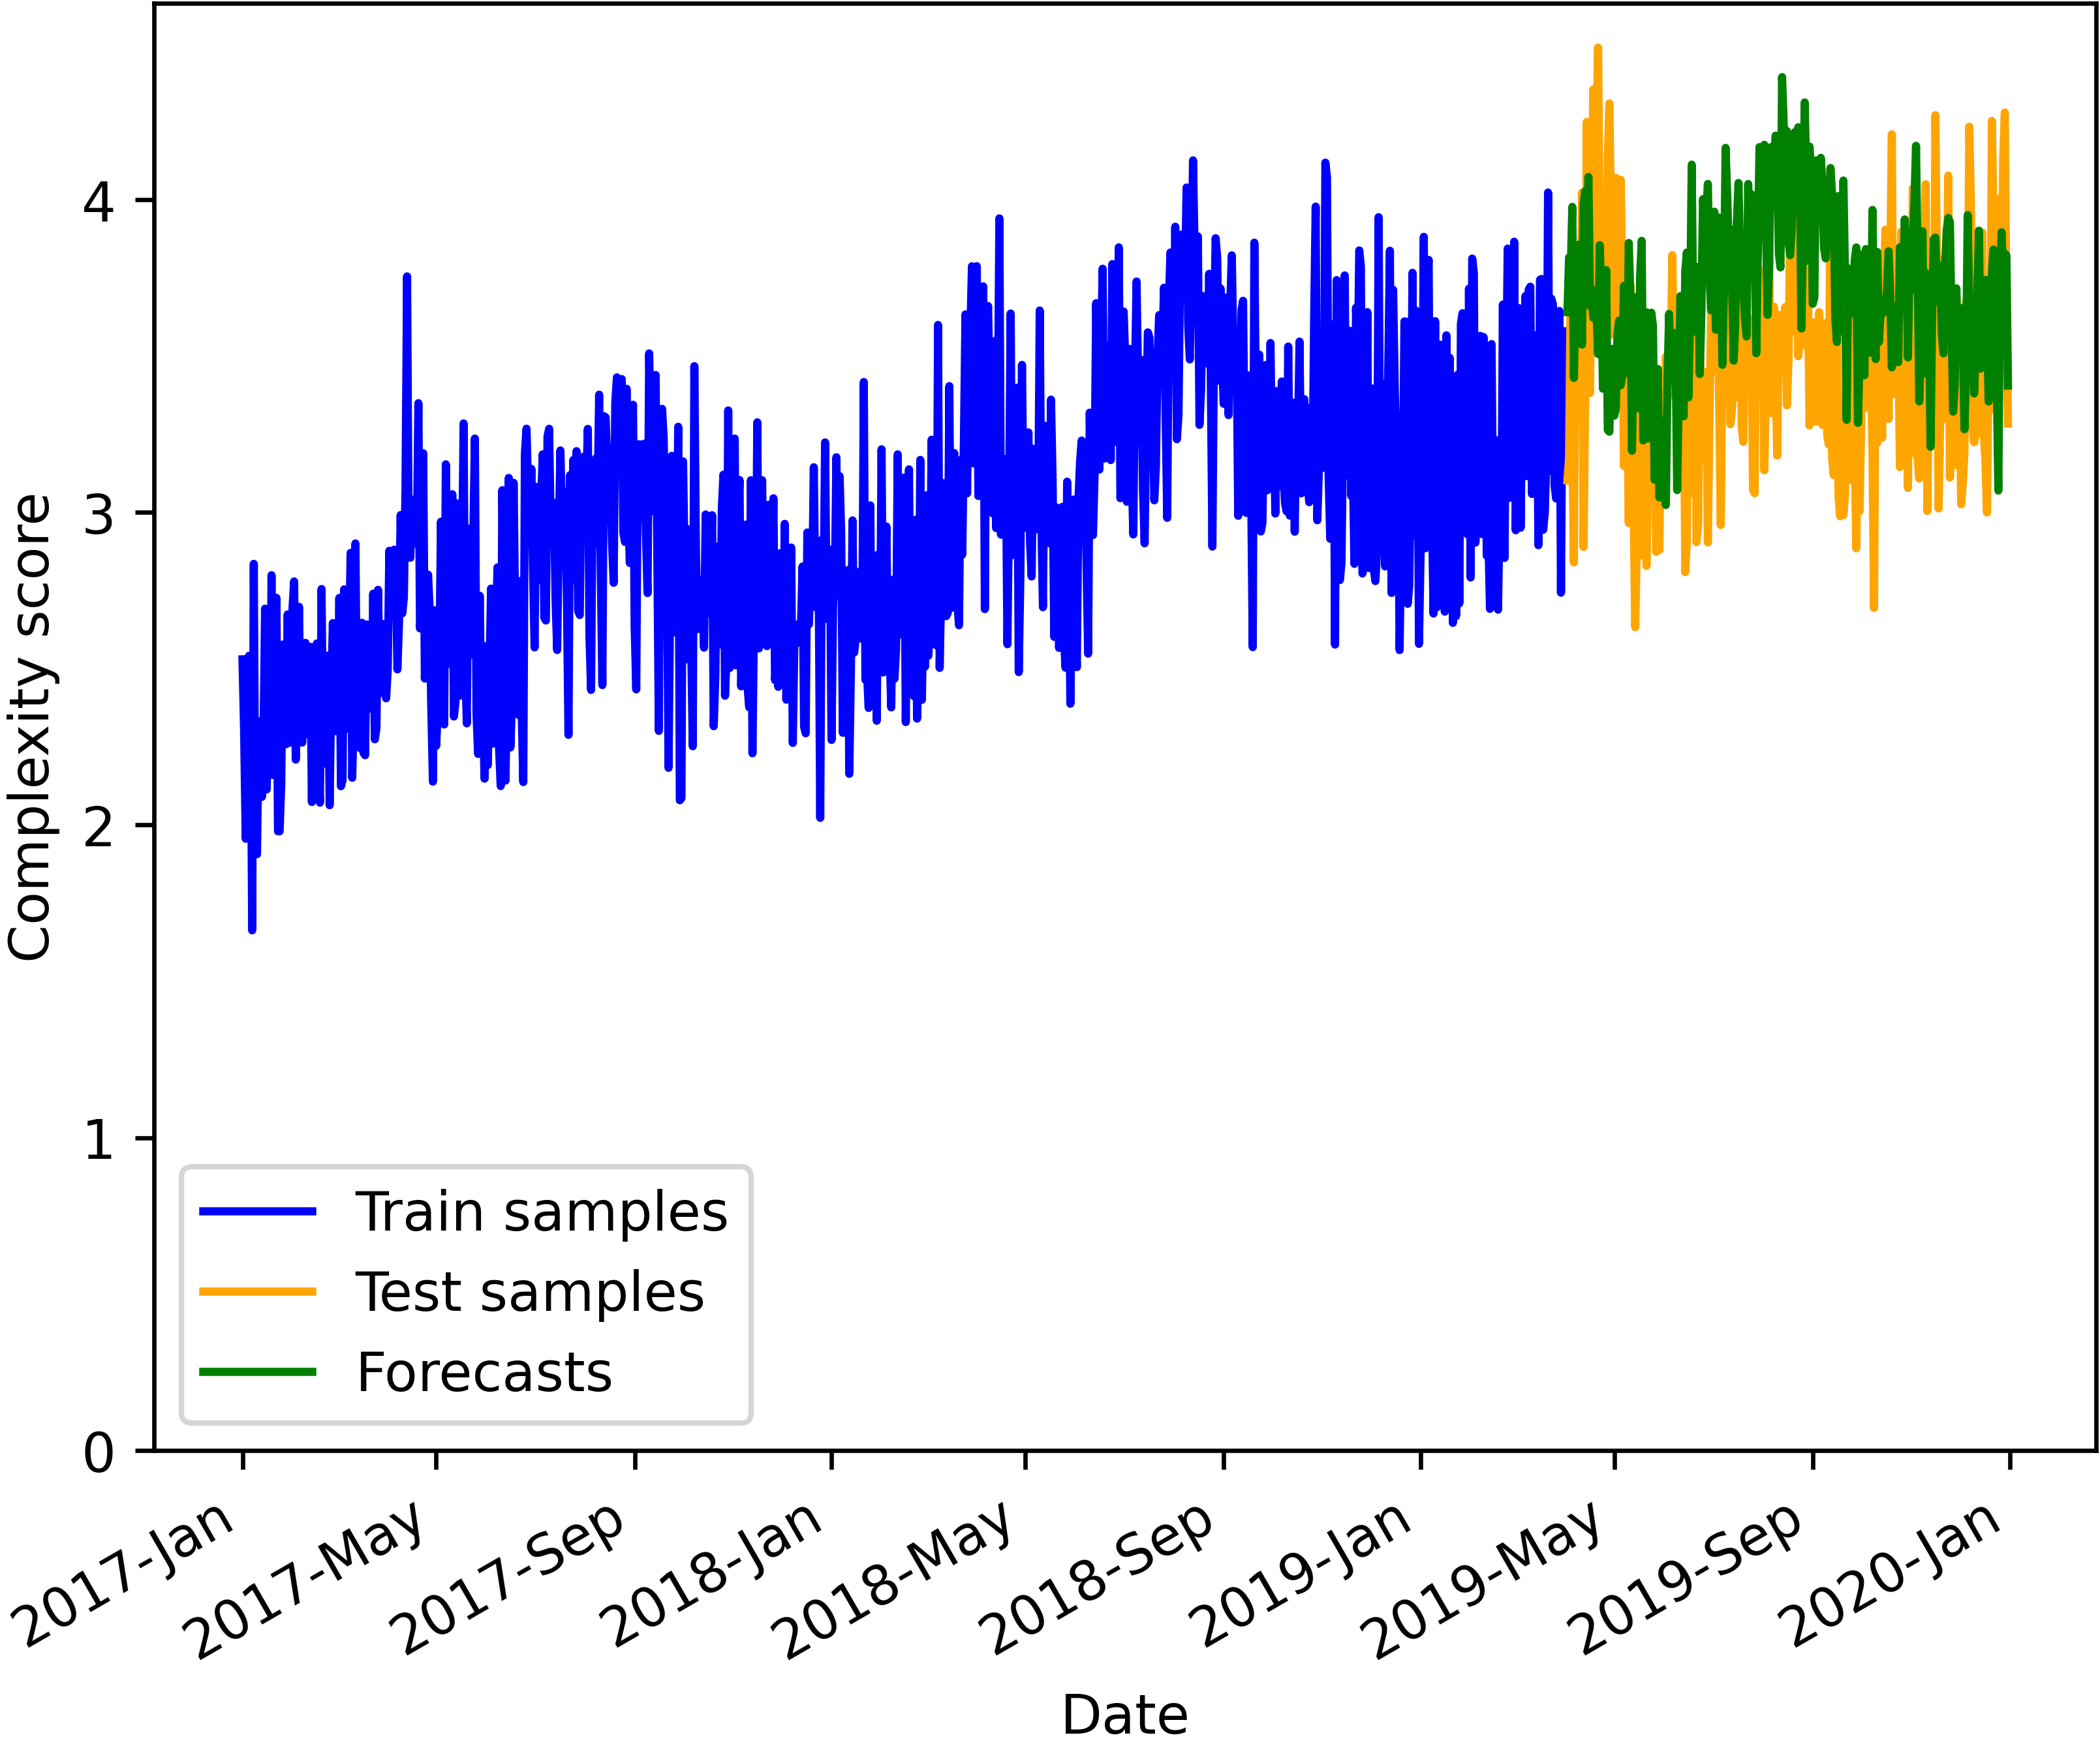 Complexity score
4
3
2
1
0
Train samples
Test samples
Forecasts
2017-Jan
2017-May
2017-Sep
2018-Jan
2018-May
2018-Sep
2019-Jan
2019-May
2019-Sep
2020-Jan
Date